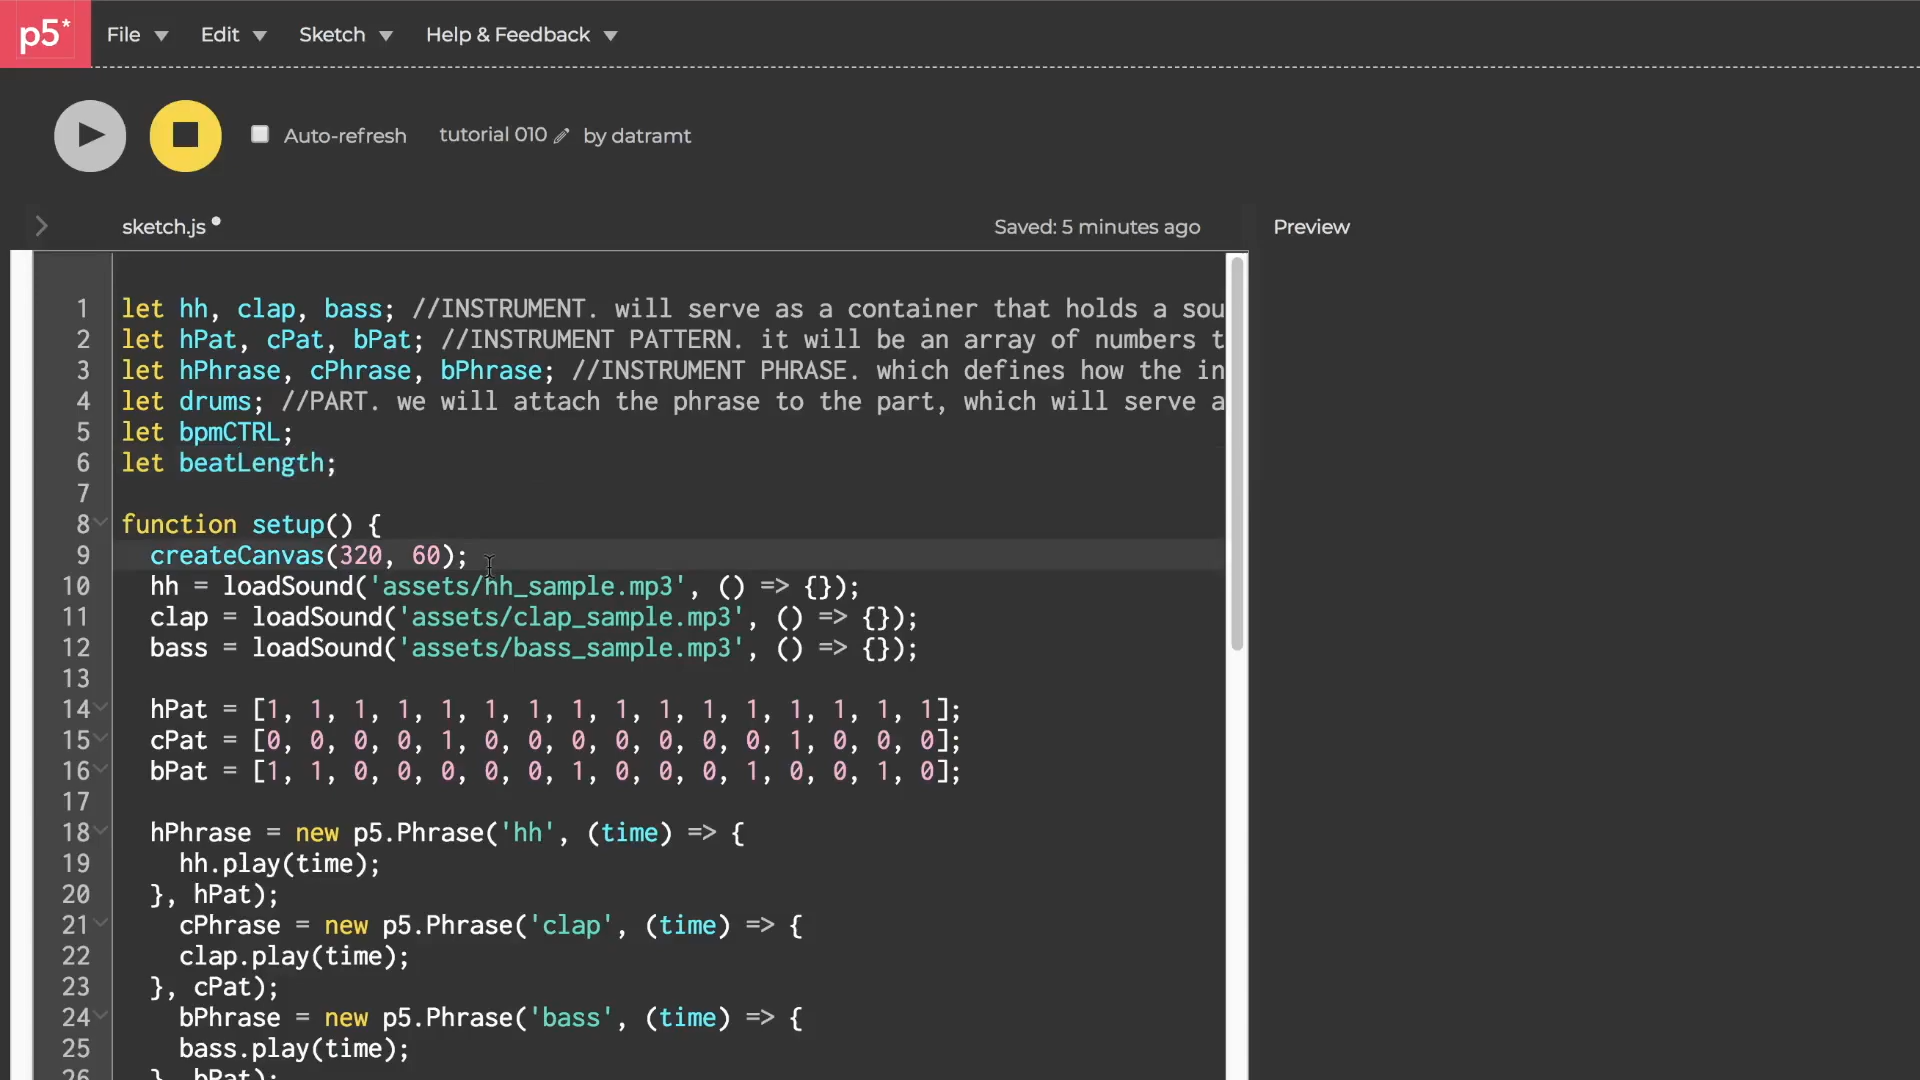 p5* File Edit Sketch Help & Feedback
Auto-refresh tutorial 010 by datramt
sketch.js Saved: 5 minutes ago Preview
1 let hh, clap, bass; //INSTRUMENT. will serve as a container that holds a sou
2 let hPat, cPat, bPat; //INSTRUMENT PATTERN. it will be an array of numbers t
3 let hPhrase, cPhrase, bPhrase; //INSTRUMENT PHRASE. which defines how the in
4 let drums; //PART. we will attach the phrase to the part, which will serve a
5 let bpmCTRL;
6 let beatLength;
7
8 function setup() {
9 createCanvas(320, 60);
10 hh = loadSound('assets/hh_sample.mp3', () => {});
11 clap = loadSound('assets/clap_sample.mp3', () => {});
12 bass = loadSound('assets/bass_sample.mp3', () => {});
13
14 hPat = [1, 1, 1, 1, 1, 1, 1, 1, 1, 1, 1, 1, 1, 1, 1, 1];
15 cPat = [0, 0, 0, 0, 1, 0, 0, 0, 0, 0, 0, 0, 1, 0, 0, 0];
16 bPat = [1, 1, 0, 0, 0, 0, 0, 1, 0, 0, 0, 1, 0, 0, 1, 0];
17
18 hPhrase = new p5.Phrase('hh', (time) => {
19 hh.play(time);
20 }, hPat);
21 cPhrase = new p5.Phrase('clap', (time) => {
22 clap.play(time);
23 }, cPat);
24 bPhrase = new p5.Phrase('bass', (time) => {
25 bass.play(time);
26 }, bPat);